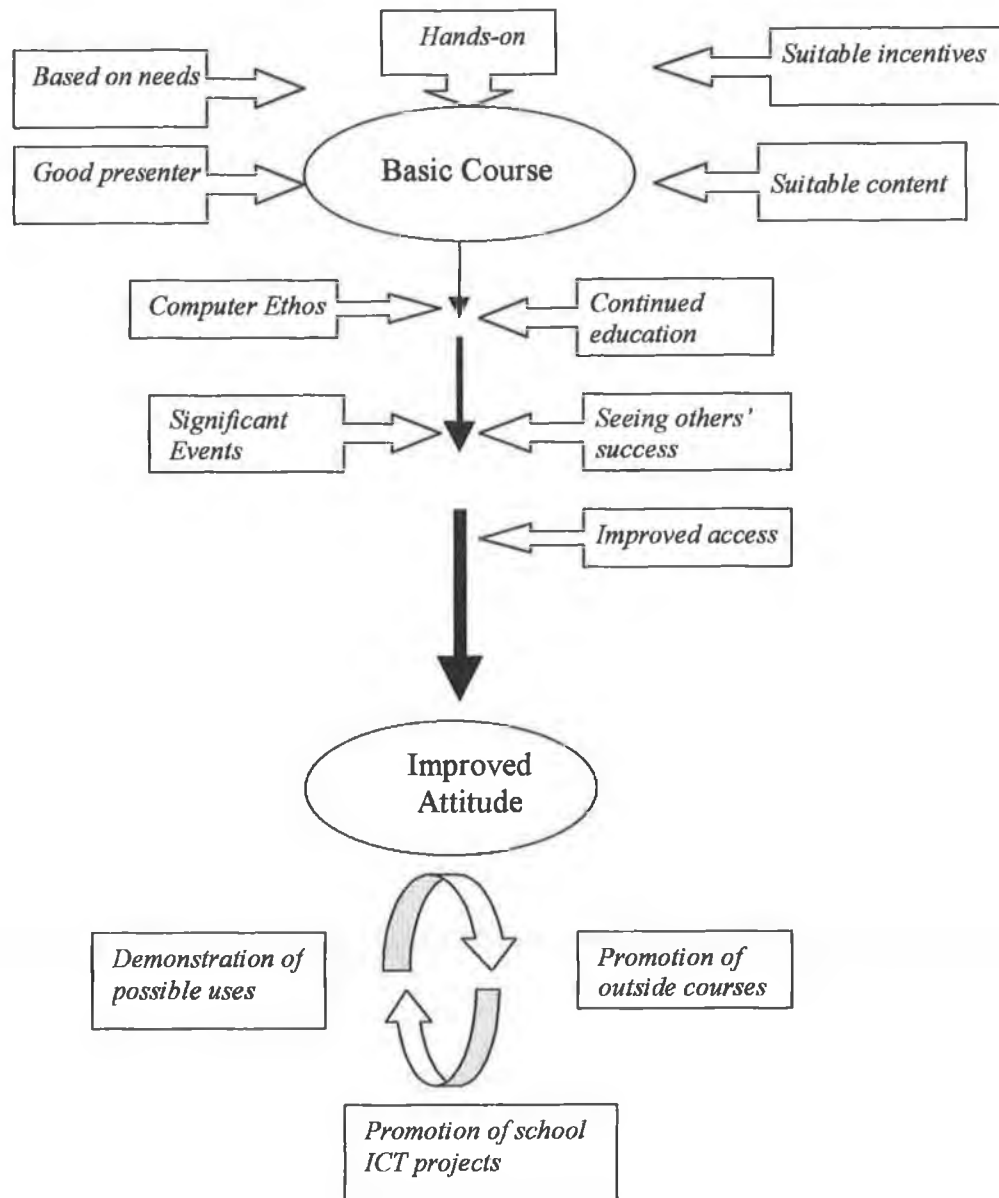 Hands-on
Based on needs
Suitable incentives
Good presenter
Basic Course
Suitable content
Computer Ethos
Continued
education
Significant
Events
Seeing others'
success
Improved access
Improved
Attitude
Demonstration of
possible uses
Promotion of
outside courses
Promotion of school
ICT projects